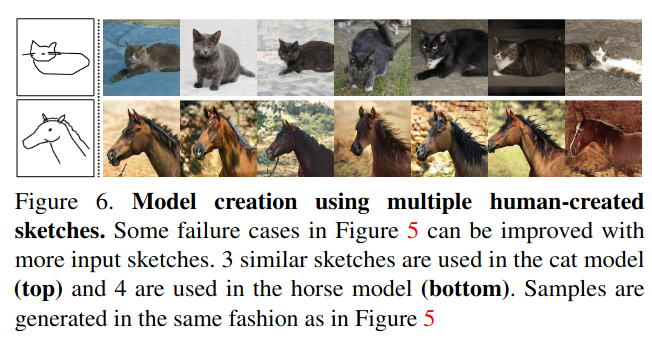 Figure 6. Model creation using multiple human-created
sketches. Some failure cases in Figure 5 can be improved with
more input sketches. 3 similar sketches are used in the cat model
(top) and 4 are used in the horse model (bottom). Samples are
generated in the same fashion as in Figure 5